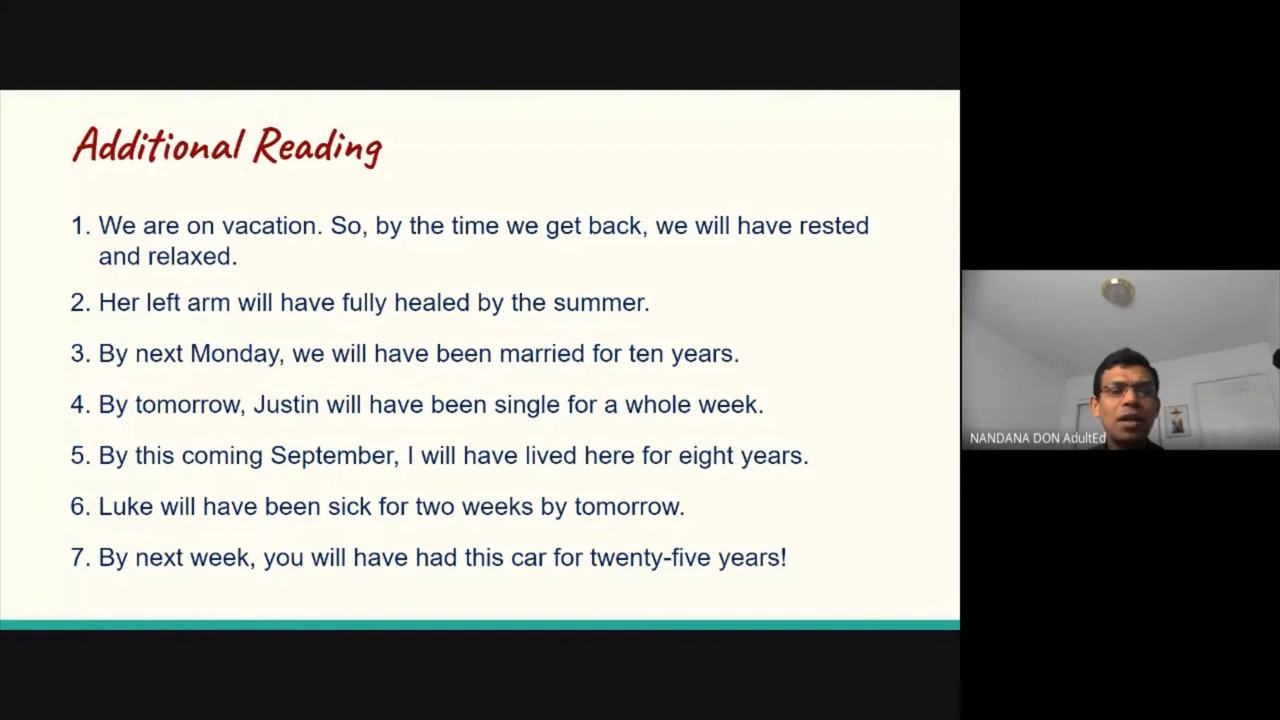 Additional Reading
1. We are on vacation. So, by the time we get back, we will have rested
and relaxed.
2. Her left arm will have fully healed by the summer.
3. By next Monday, we will have been married for ten years.
4. By tomorrow, Justin will have been single for a whole week.
5. By this coming September, I will have lived here for eight years.
6. Luke will have been sick for two weeks by tomorrow.
7. By next week, you will have had this car for twenty-five years!
NANDANA DON AdultEd